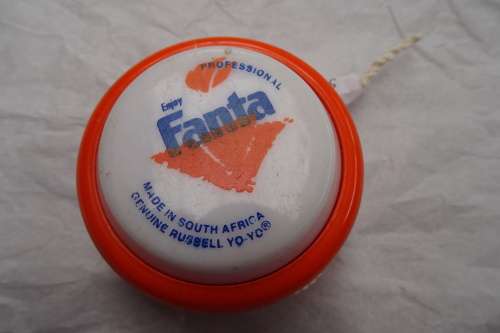 PROFESSIONAL
Enjoy
Fanta
MADE IN SOUTH AFRICA
GENUINE RUSSELL YO-YO®